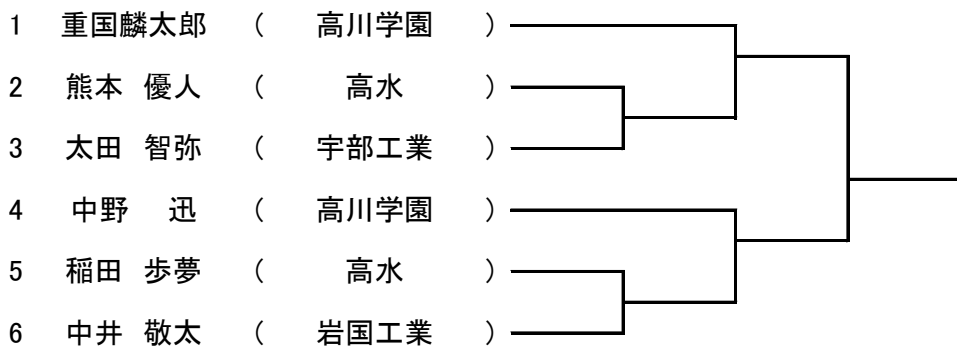 1 重国麟太郎 ( 高川学園 )
2 熊本 優人 ( 高水 )
3 太田 智弥 ( 宇部工業 )
4 中野 迅 ( 高川学園 )
5 稲田 歩夢 ( 高水 )
6 中井 敬太 ( 岩国工業 )